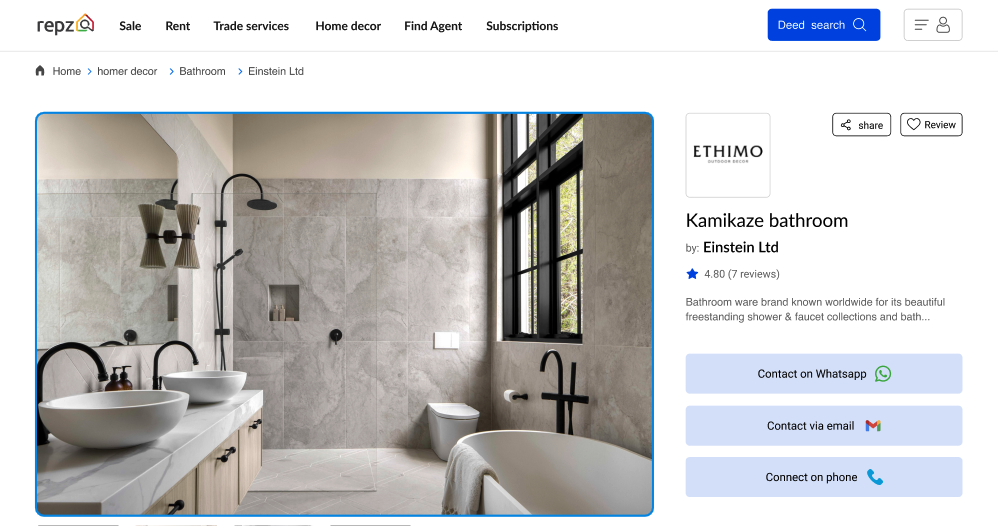 repz
Sale
Rent
Trade services
Home decor
Find Agent
Subscriptions
Deed search
Home
homer decor
Bathroom
Einstein Ltd
ETHIMO
OUTDOOR DECOR
share
Review
Kamikaze bathroom
by: Einstein Ltd
4.80 (7 reviews)
Bathroom ware brand known worldwide for its beautiful
freestanding shower & faucet collections and bath...
Contact on Whatsapp
Contact via email
Connect on phone